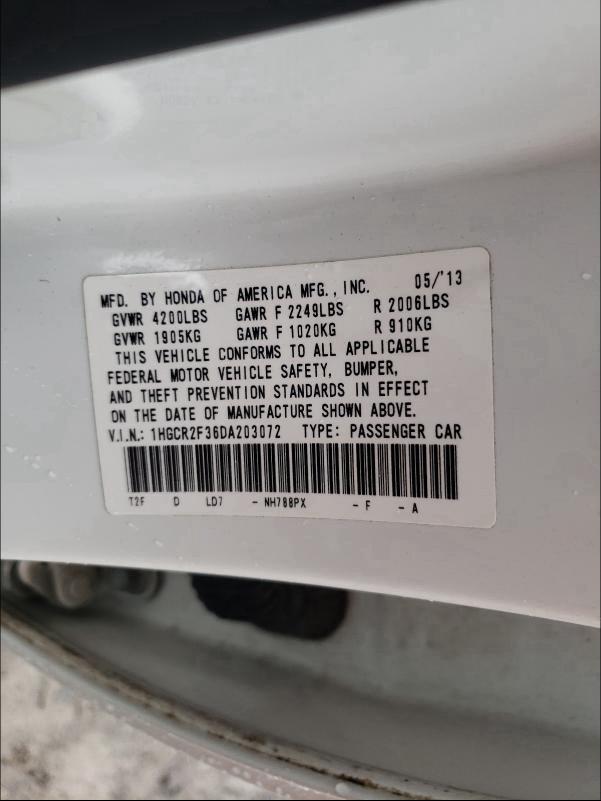 MFD. BY HONDA OF AMERICA MFG., INC. 05/'13
GVWR 4200LBS GAWR F 2249LBS R 2006LBS
GVWR 1905KG GAWR F 1020KG R 910KG
THIS VEHICLE CONFORMS TO ALL APPLICABLE
FEDERAL MOTOR VEHICLE SAFETY, BUMPER,
AND THEFT PREVENTION STANDARDS IN EFFECT
ON THE DATE OF MANUFACTURE SHOWN ABOVE.
V.I.N.: 1HGCR2F36DA203072 TYPE: PASSENGER CAR
T2F D LD7 - NH788PX - F - A